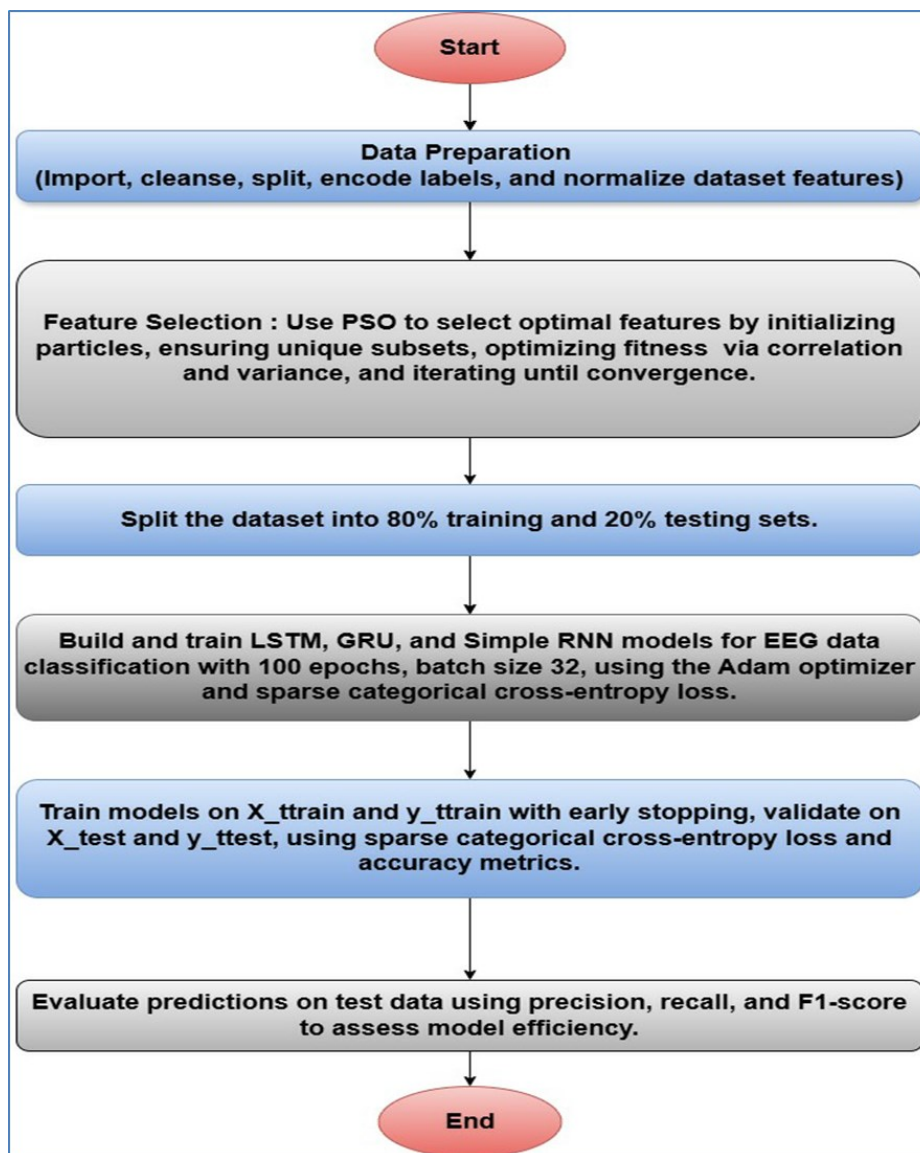 Start
Data Preparation
(Import, cleanse, split, encode labels, and normalize dataset features)
Feature Selection : Use PSO to select optimal features by initializing
particles, ensuring unique subsets, optimizing fitness via correlation
and variance, and iterating until convergence.
Split the dataset into 80% training and 20% testing sets.
Build and train LSTM, GRU, and Simple RNN models for EEG data
classification with 100 epochs, batch size 32, using the Adam optimizer
and sparse categorical cross-entropy loss.
Train models on X_ttrain and y_ttrain with early stopping, validate on
X_test and y_ttest, using sparse categorical cross-entropy loss and
accuracy metrics.
Evaluate predictions on test data using precision, recall, and F1-score
to assess model efficiency.
End